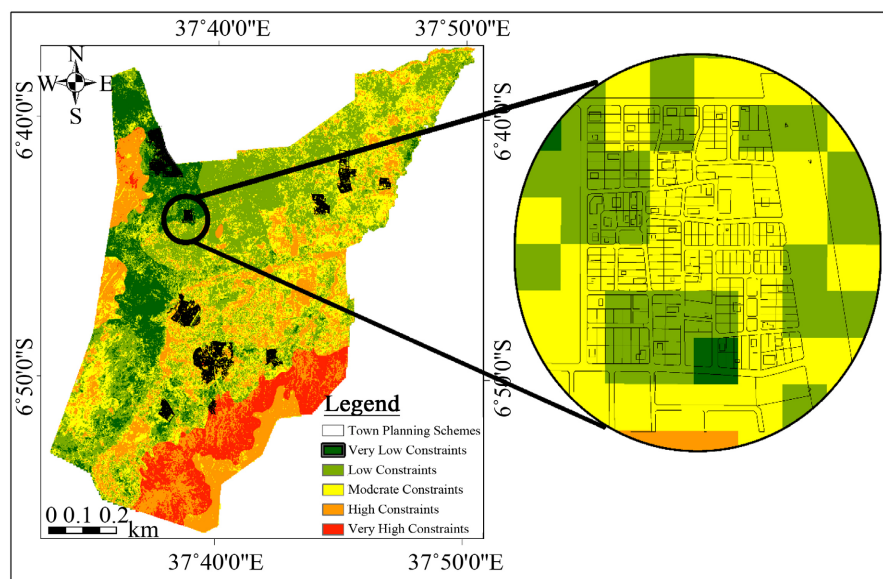 37°40'0"E 37°50'0"E
N
W E
S
6°40'0"S
6°40'0"S
6°50'0"S
6°50'0"S
Legend
Town Planning Schemes
Very Low Constraints
Low Constraints
Modcrate Constraints
High Constraints
Very High Constraints
0 0.1 0.2
km
37°40'0"E 37°50'0"E